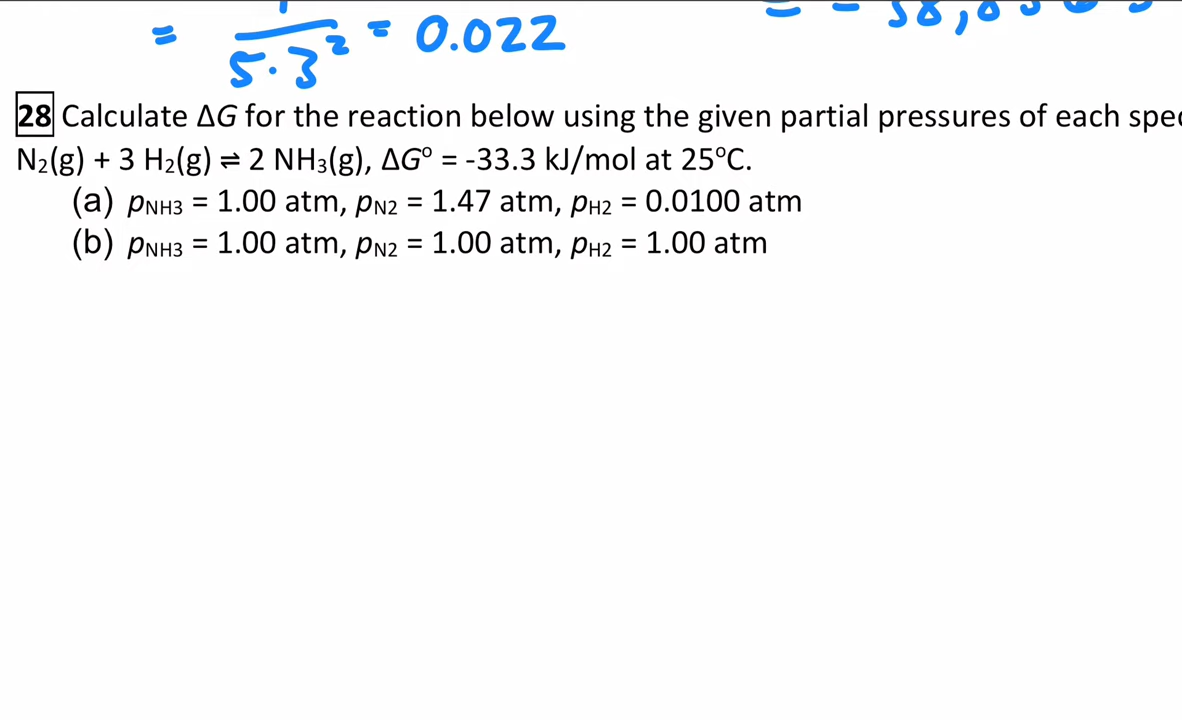 = 5·3² = 0.022
28 Calculate ΔG for the reaction below using the given partial pressures of each
N₂(g) + 3 H₂(g) ⇌ 2 NH₃(g), ΔG° = -33.3 kJ/mol at 25°C.
(a) pNH3 = 1.00 atm, pN2 = 1.47 atm, pH2 = 0.0100 atm
(b) pNH3 = 1.00 atm, pN2 = 1.00 atm, pH2 = 1.00 atm